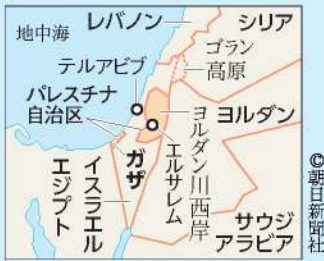 レバノン
シリア
地中海
ゴラン
高原
テルアビブ
パレスチナ
自治区
ヨルダン
ヨルダン川西岸
エルサレム
ガザ
イスラエル
エジプト
サウジ
アラビア
©朝日新聞社